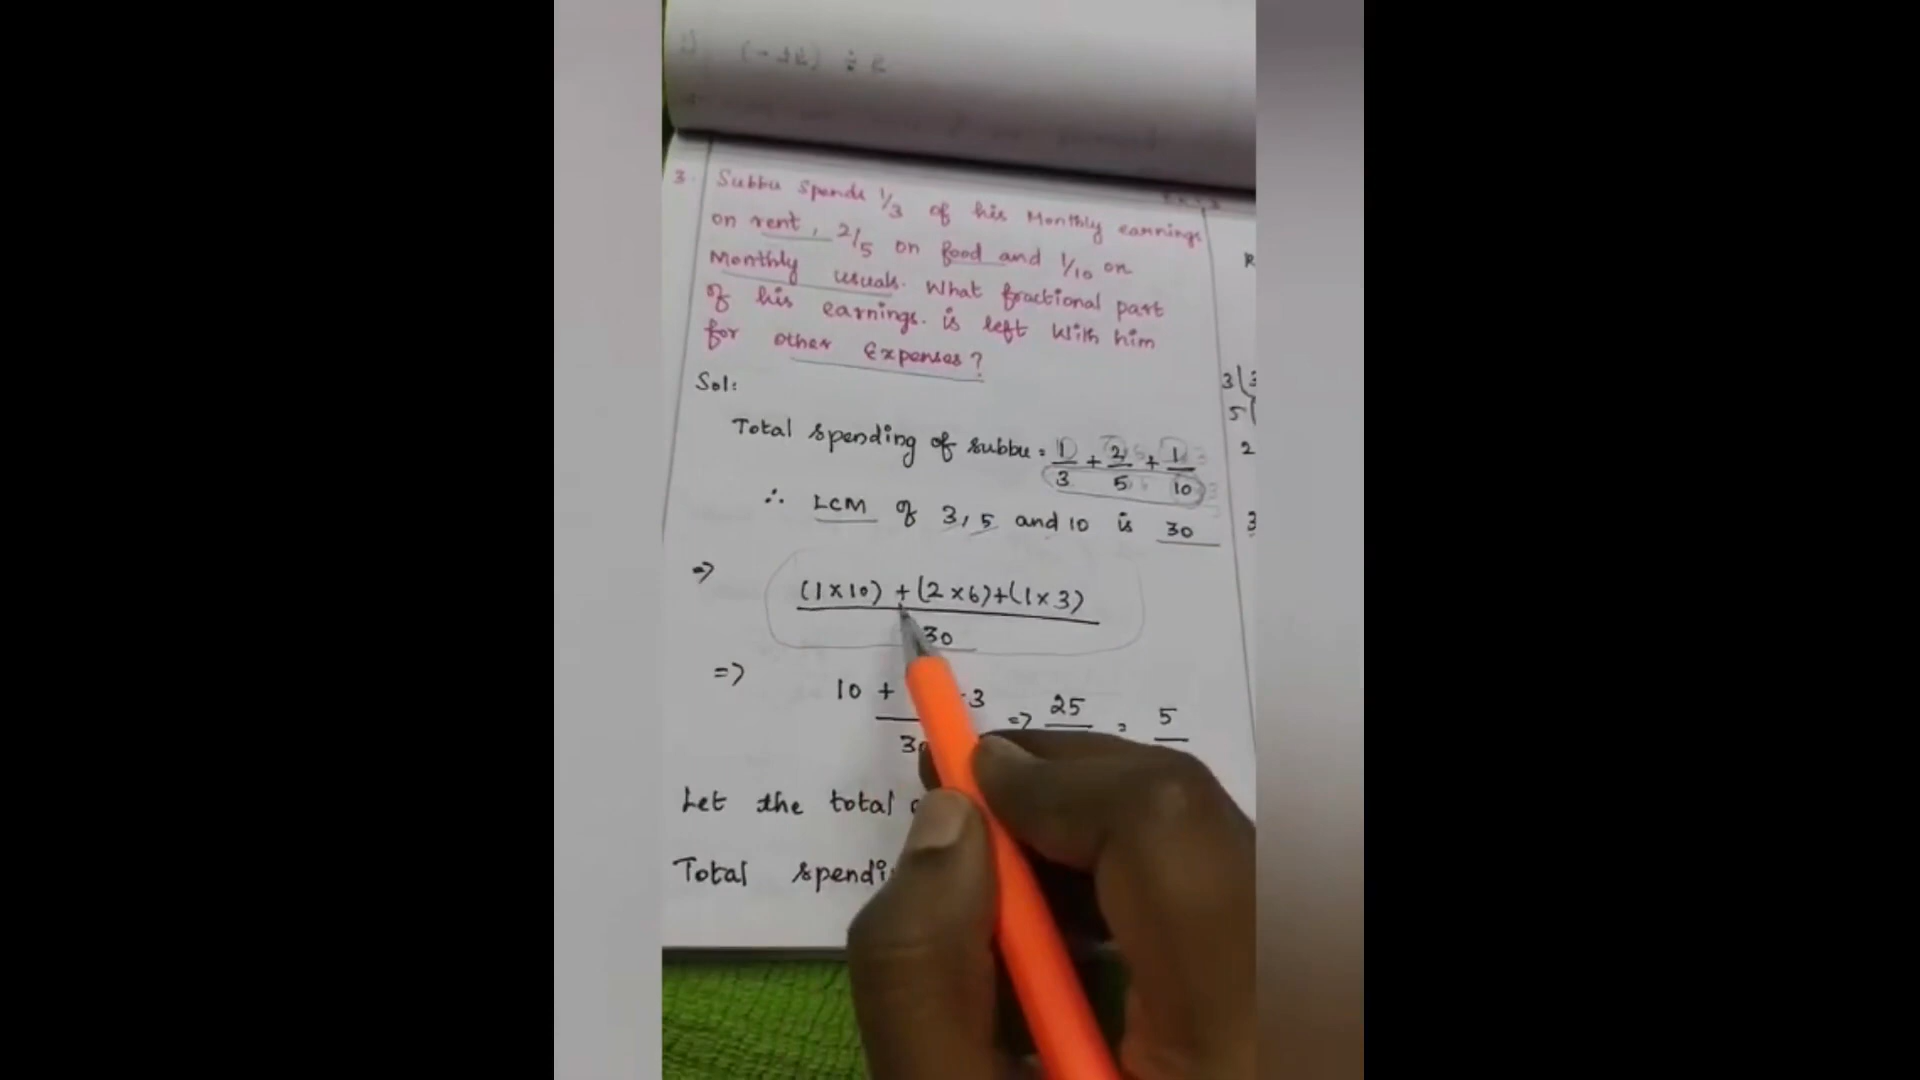 3. Subbu Spends 1/3 of his Monthly earnings
on rent, 2/5 on food and 1/10 on
Monthly usuals. What fractional part
of his earnings. is left With him
for other Expenses?
Sol:
Total spending of subbu = 1/3 + 2/5 + 1/10
∴ LCM of 3, 5 and 10 is 30
=> (1×10) + (2×6)+(1×3)
30
=> 10 + 3 => 25 = 5
Let the total
Total